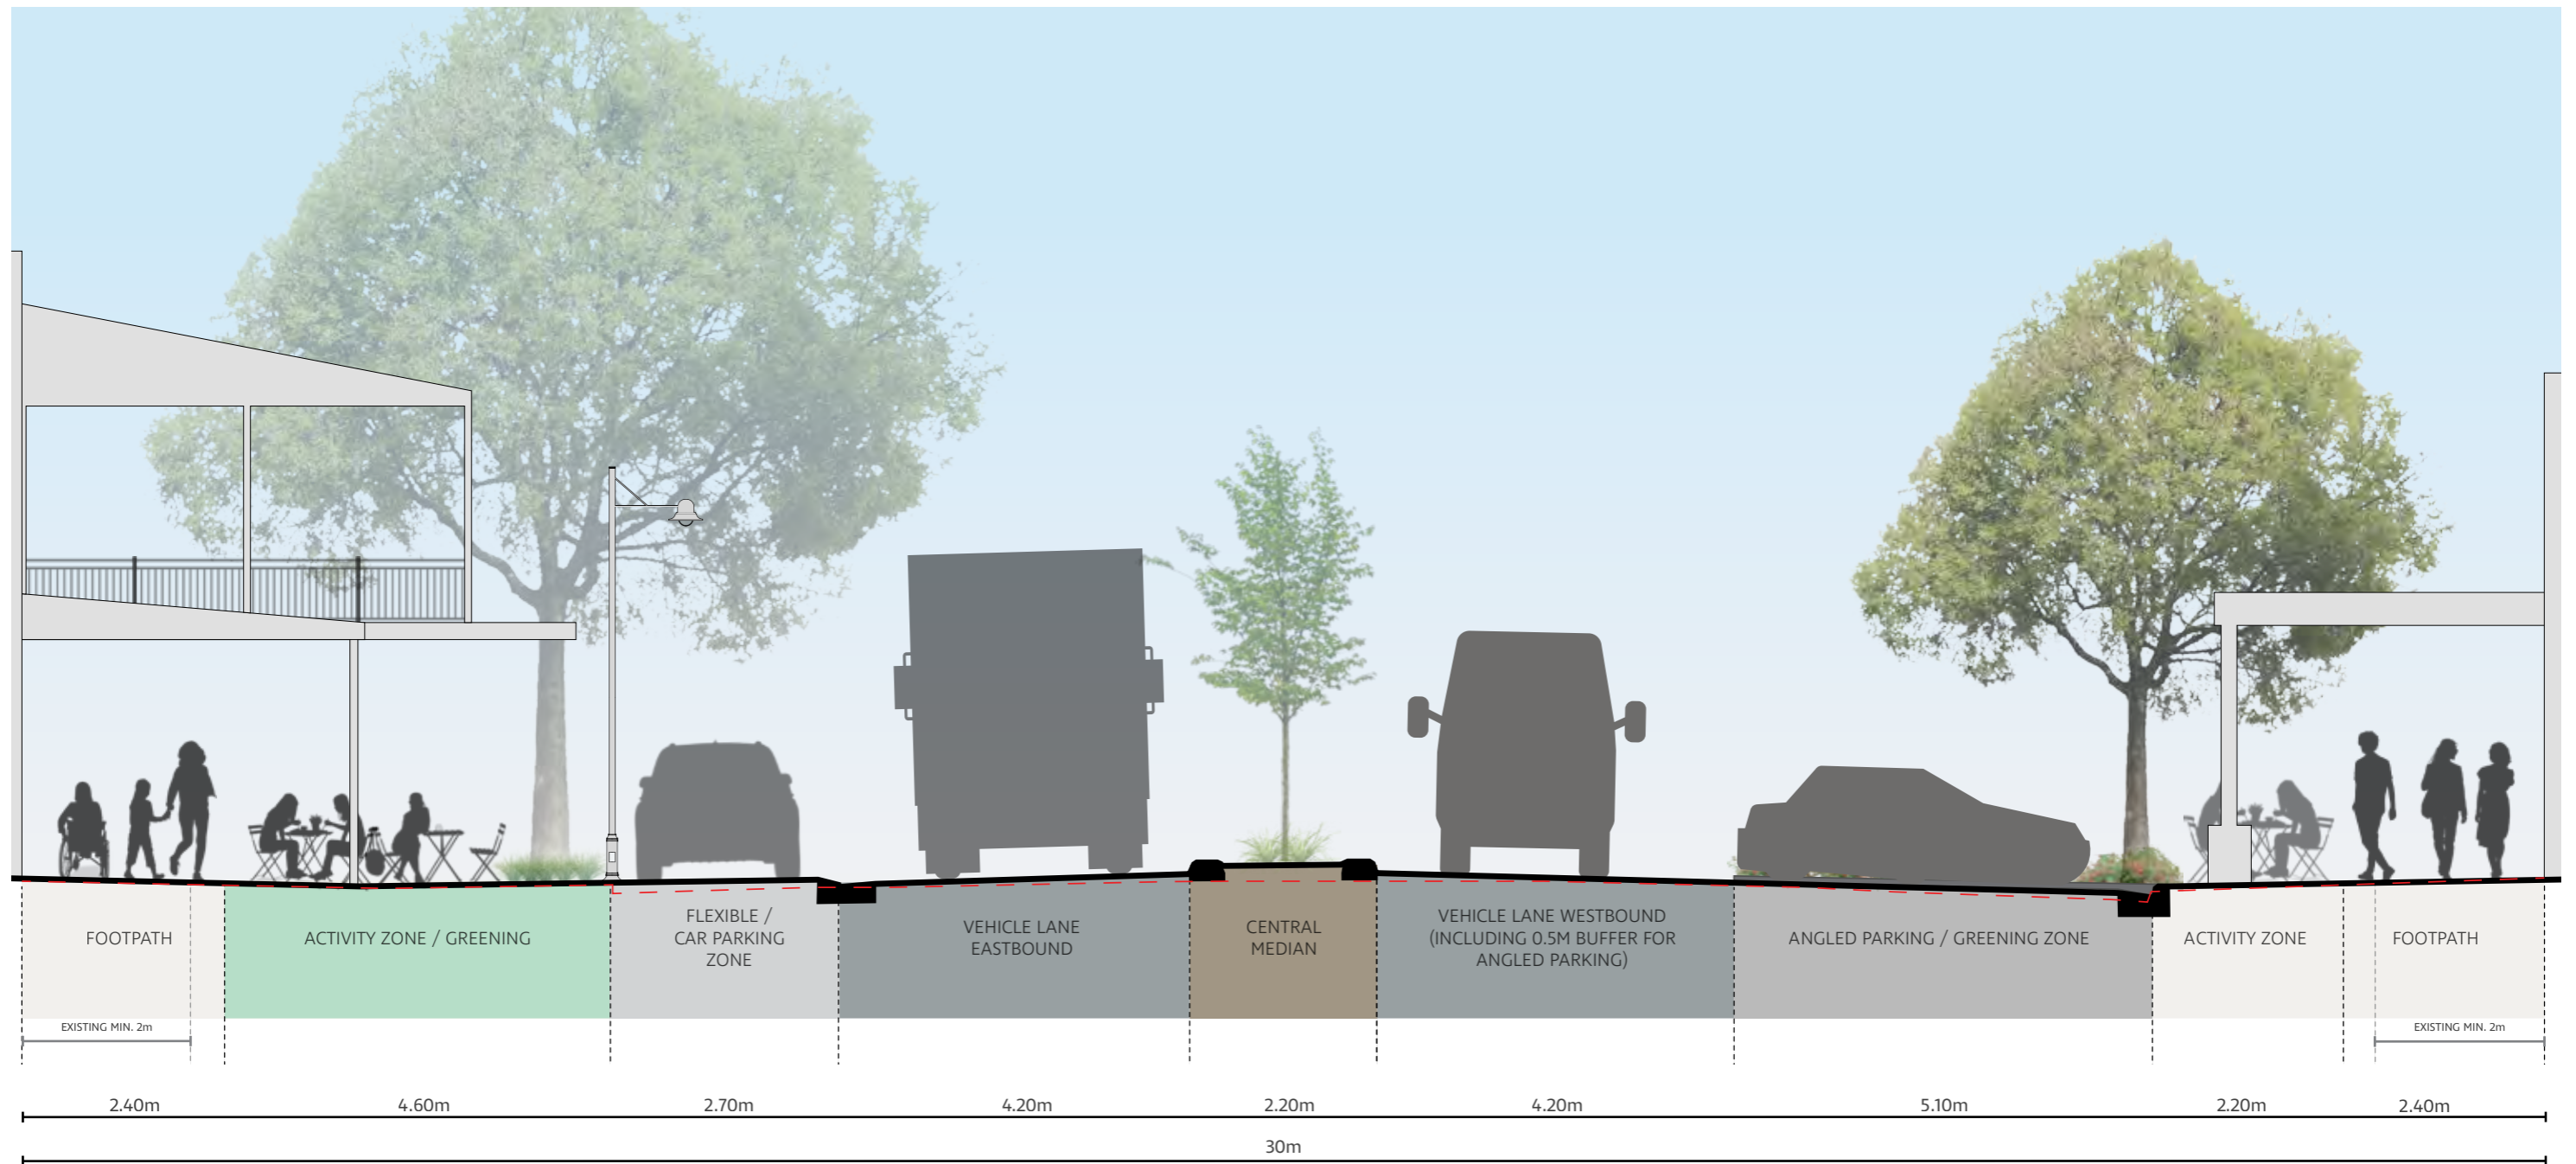 FOOTPATH
ACTIVITY ZONE / GREENING
FLEXIBLE /
CAR PARKING
ZONE
VEHICLE LANE
EASTBOUND
CENTRAL
MEDIAN
VEHICLE LANE WESTBOUND
(INCLUDING 0.5M BUFFER FOR
ANGLED PARKING)
ANGLED PARKING / GREENING ZONE
ACTIVITY ZONE
FOOTPATH
EXISTING MIN. 2m
EXISTING MIN. 2m
2.40m
4.60m
2.70m
4.20m
2.20m
4.20m
5.10m
2.20m
2.40m
30m